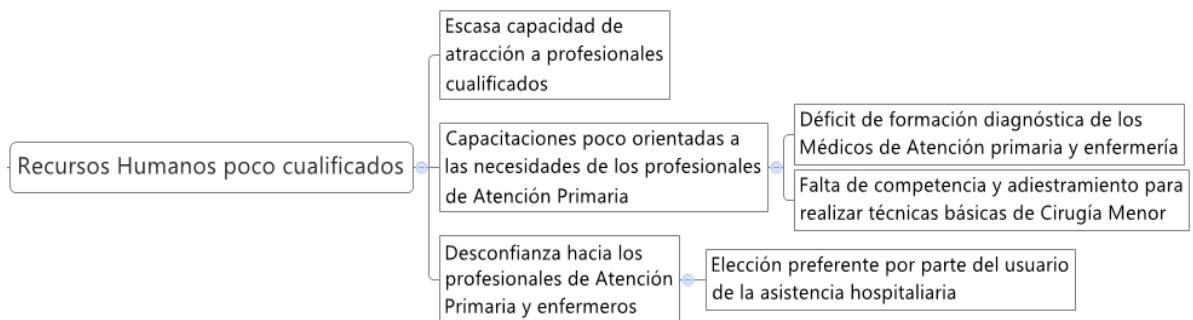 Recursos Humanos poco cualificados
Escasa capacidad de
atracción a profesionales
cualificados
Capacitaciones poco orientadas a
las necesidades de los profesionales
de Atención Primaria
Déficit de formación diagnóstica de los
Médicos de Atención primaria y enfermería
Falta de competencia y adiestramiento para
realizar técnicas básicas de Cirugía Menor
Desconfianza hacia los
profesionales de Atención
Primaria y enfermeros
Elección preferente por parte del usuario
de la asistencia hospitaliaria